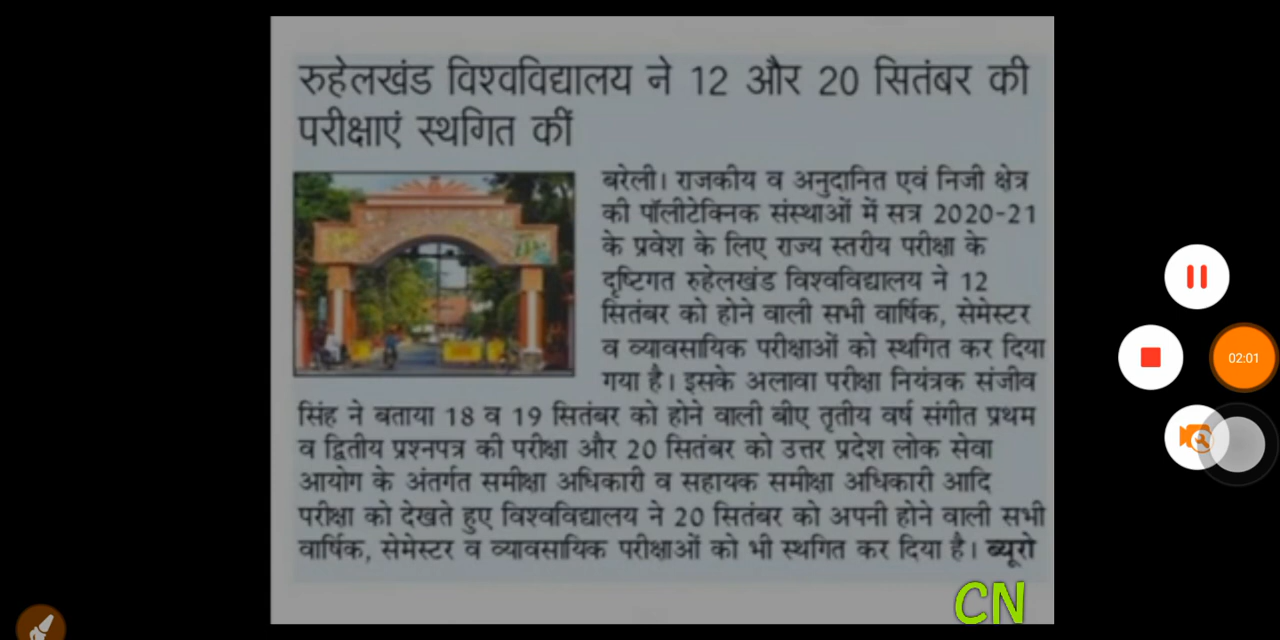 रुहेलखंड विश्वविद्यालय ने 12 और 20 सितंबर की
परीक्षाएं स्थगित कीं
बरेली। राजकीय व अनुदानित एवं निजी क्षेत्र
की पॉलीटेक्निक संस्थाओं में सत्र 2020-21
के प्रवेश के लिए राज्य स्तरीय परीक्षा के
दृष्टिगत रुहेलखंड विश्वविद्यालय ने 12
सितंबर को होने वाली सभी वार्षिक, सेमेस्टर
व व्यावसायिक परीक्षाओं को स्थगित कर दिया
गया है। इसके अलावा परीक्षा नियंत्रक संजीव
सिंह ने बताया 18 व 19 सितंबर को होने वाली बीए तृतीय वर्ष संगीत प्रथम
व द्वितीय प्रश्नपत्र की परीक्षा और 20 सितंबर को उत्तर प्रदेश लोक सेवा
आयोग के अंतर्गत समीक्षा अधिकारी व सहायक समीक्षा अधिकारी आदि
परीक्षा को देखते हुए विश्वविद्यालय ने 20 सितंबर को अपनी होने वाली सभी
वार्षिक, सेमेस्टर व व्यावसायिक परीक्षाओं को भी स्थगित कर दिया है। ब्यूरो
02:01
CN